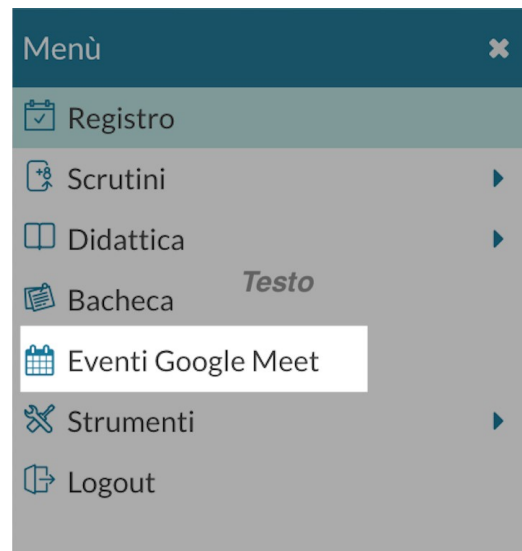 Menù
Registro
Scrutini
Didattica
Testo
Bacheca
Eventi Google Meet
Strumenti
Logout